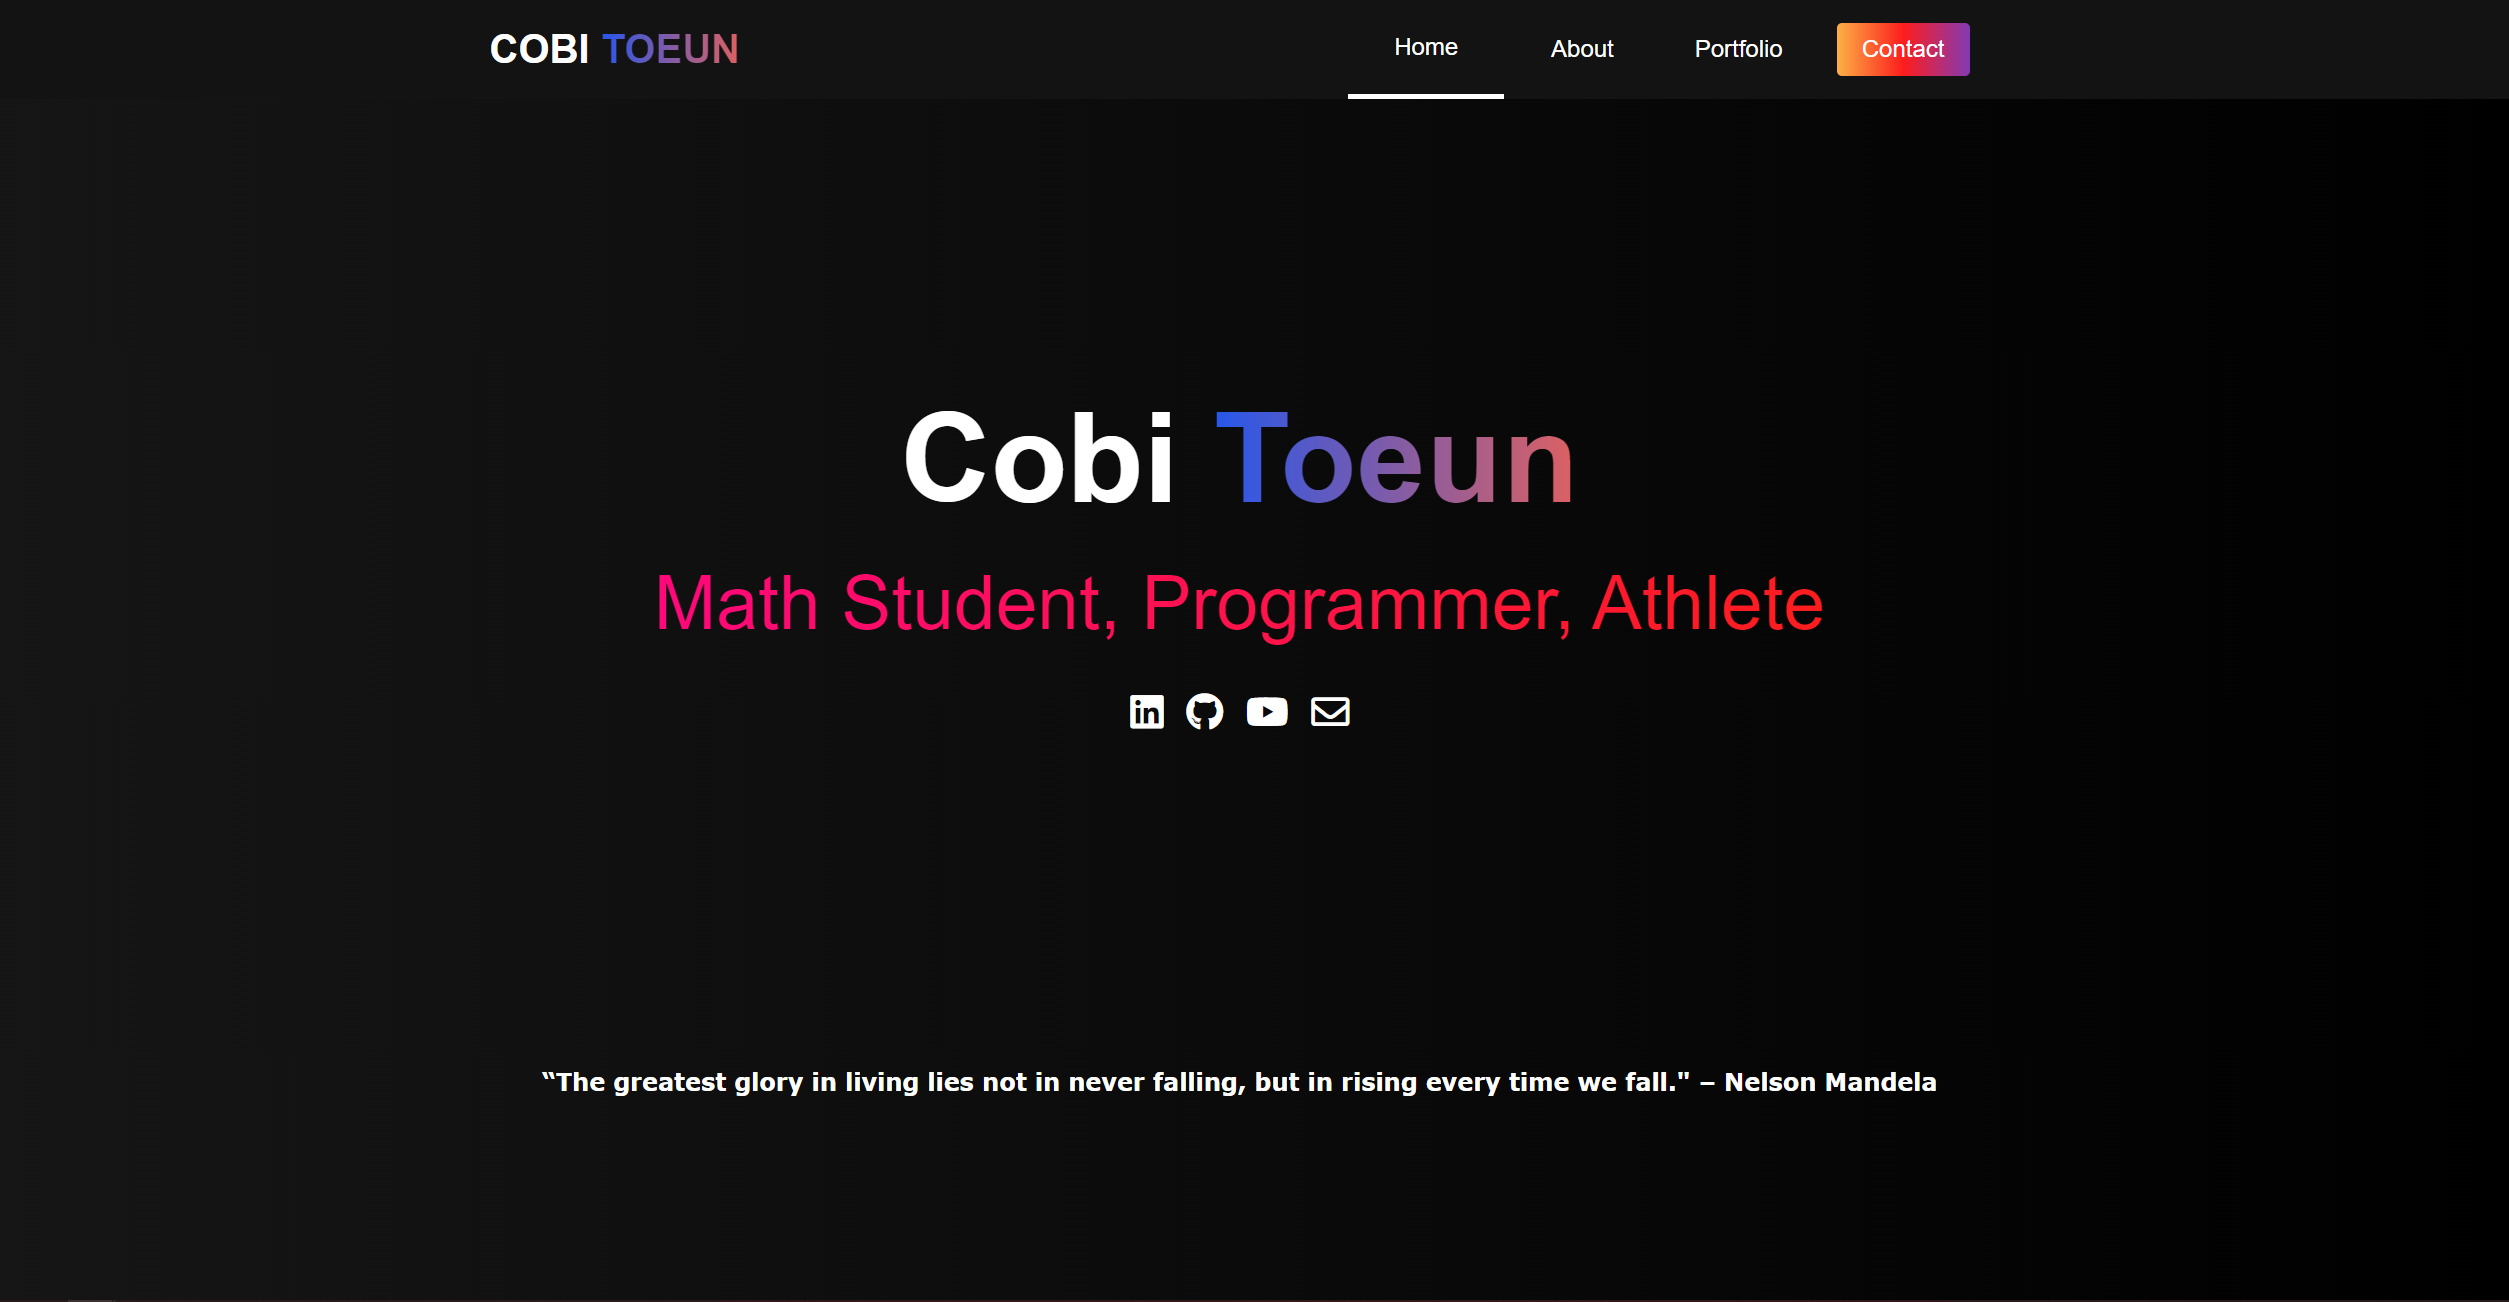 COBI TOEUN
Home About Portfolio Contact
Cobi Toeun
Math Student, Programmer, Athlete
in
“The greatest glory in living lies not in never falling, but in rising every time we fall." – Nelson Mandela